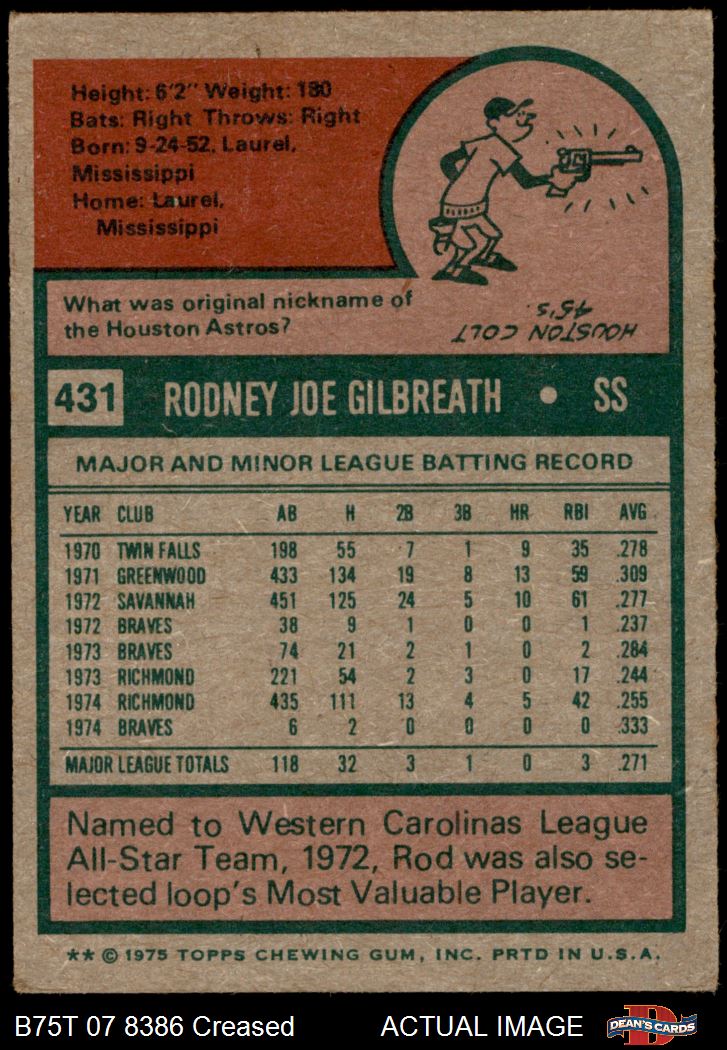 Height: 6'2" Weight: 180
Bats: Right Throws: Right
Born: 9-24-52, Laurel,
Mississippi
Home: Laurel,
Mississippi
What was original nickname of
the Houston Astros?
HOUSTON COLT
45's.
431 RODNEY JOE GILBREATH • SS
MAJOR AND MINOR LEAGUE BATTING RECORD
YEAR CLUB AB H 2B 3B HR RBI AVG
1970 TWIN FALLS 198 55 7 1 9 35 .278
1971 GREENWOOD 433 134 19 8 13 59 .309
1972 SAVANNAH 451 125 24 5 10 61 .277
1972 BRAVES 38 9 1 0 0 1 .237
1973 BRAVES 74 21 2 1 0 2 .284
1973 RICHMOND 221 54 2 3 0 17 .244
1974 RICHMOND 435 111 13 4 5 42 .255
1974 BRAVES 6 2 0 0 0 0 .333
MAJOR LEAGUE TOTALS 118 32 3 1 0 3 .271
Named to Western Carolinas League
All-Star Team, 1972, Rod was also se-
lected loop's Most Valuable Player.
** © 1975 TOPPS CHEWING GUM, INC. PRTD IN U.S.A.
B75T 07 8386 Creased ACTUAL IMAGE
D
DEAN'S CARDS